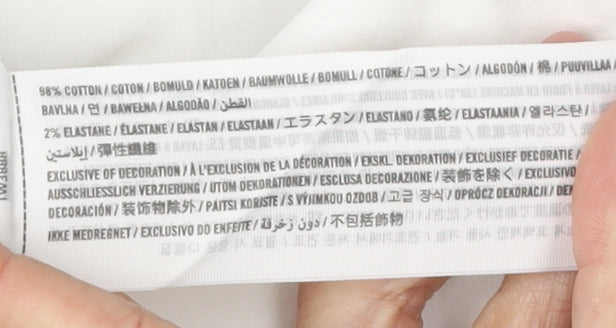 98% COTTON / COTON / BOMULD / KATOEN / BAUMWOLLE / BOMULL / COTONE / コットン / ALGODÓN / 棉 / PUUVILLAA /
BAVLNA / 면 / BAWEŁNA / ALGODÃO / القطن
2% ELASTANE / ÉLASTANE / ELASTAN / ELASTAAN / エラスタン / ELASTANO / 氨纶 / ELASTAANIA / 엘라스탄 /
إيلاستين / 彈性纖維
EXCLUSIVE OF DECORATION / À L'EXCLUSION DE LA DÉCORATION / EKSKL. DEKORATION / EXCLUSIEF DECORATIE /
AUSSCHLIESSLICH VERZIERUNG / UTOM DEKORATIONEN / ESCLUSA DECORAZIONE / 装飾を除く / EXCLUSIVO
DECORACIÓN / 装饰物除外 / PAITSI KORISTE / S VÝJIMKOU OZDOB / 고급 장식 / OPRÓCZ DEKORACJI /
IKKE MEDREGNET / EXCLUSIVO DO ENFEITE / دون زخرفة / 不包括飾物